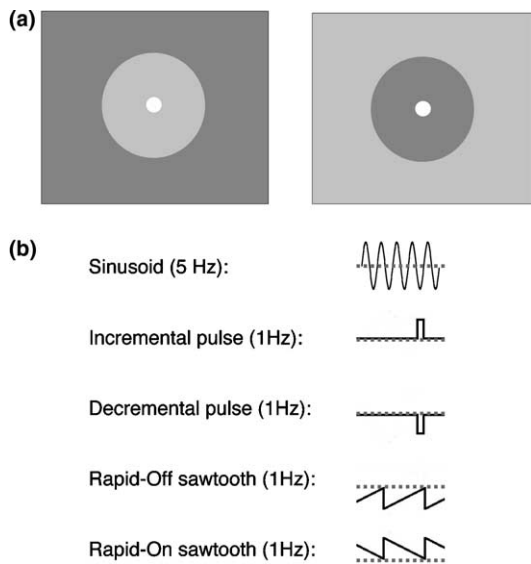 (a)
(b)
Sinusoid (5 Hz):
Incremental pulse (1Hz):
Decremental pulse (1Hz):
Rapid-Off sawtooth (1Hz):
Rapid-On sawtooth (1Hz):